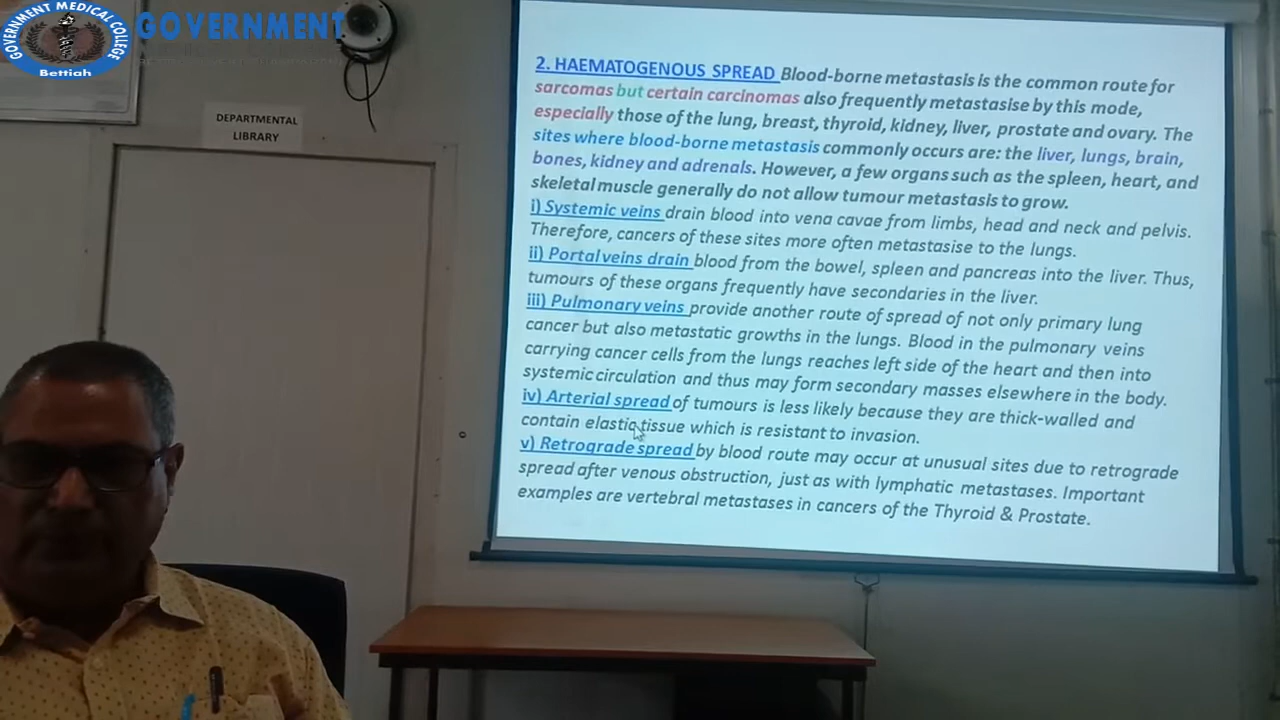 GOVERNMENT MEDICAL COLLEGE
Bettiah
GOVERNMENT
DEPARTMENTAL
LIBRARY
2. HAEMATOGENOUS SPREAD Blood-borne metastasis is the common route for
sarcomas but certain carcinomas also frequently metastasise by this mode,
especially those of the lung, breast, thyroid, kidney, liver, prostate and ovary. The
sites where blood-borne metastasis commonly occurs are: the liver, lungs, brain,
bones, kidney and adrenals. However, a few organs such as the spleen, heart, and
skeletal muscle generally do not allow tumour metastasis to grow.
i) Systemic veins drain blood into vena cavae from limbs, head and neck and pelvis.
Therefore, cancers of these sites more often metastasise to the lungs.
ii) Portal veins drain blood from the bowel, spleen and pancreas into the liver. Thus,
tumours of these organs frequently have secondaries in the liver.
iii) Pulmonary veins provide another route of spread of not only primary lung
cancer but also metastatic growths in the lungs. Blood in the pulmonary veins
carrying cancer cells from the lungs reaches left side of the heart and then into
systemic circulation and thus may form secondary masses elsewhere in the body.
iv) Arterial spread of tumours is less likely because they are thick-walled and
contain elastic tissue which is resistant to invasion.
v) Retrograde spread by blood route may occur at unusual sites due to retrograde
spread after venous obstruction, just as with lymphatic metastases. Important
examples are vertebral metastases in cancers of the Thyroid & Prostate.